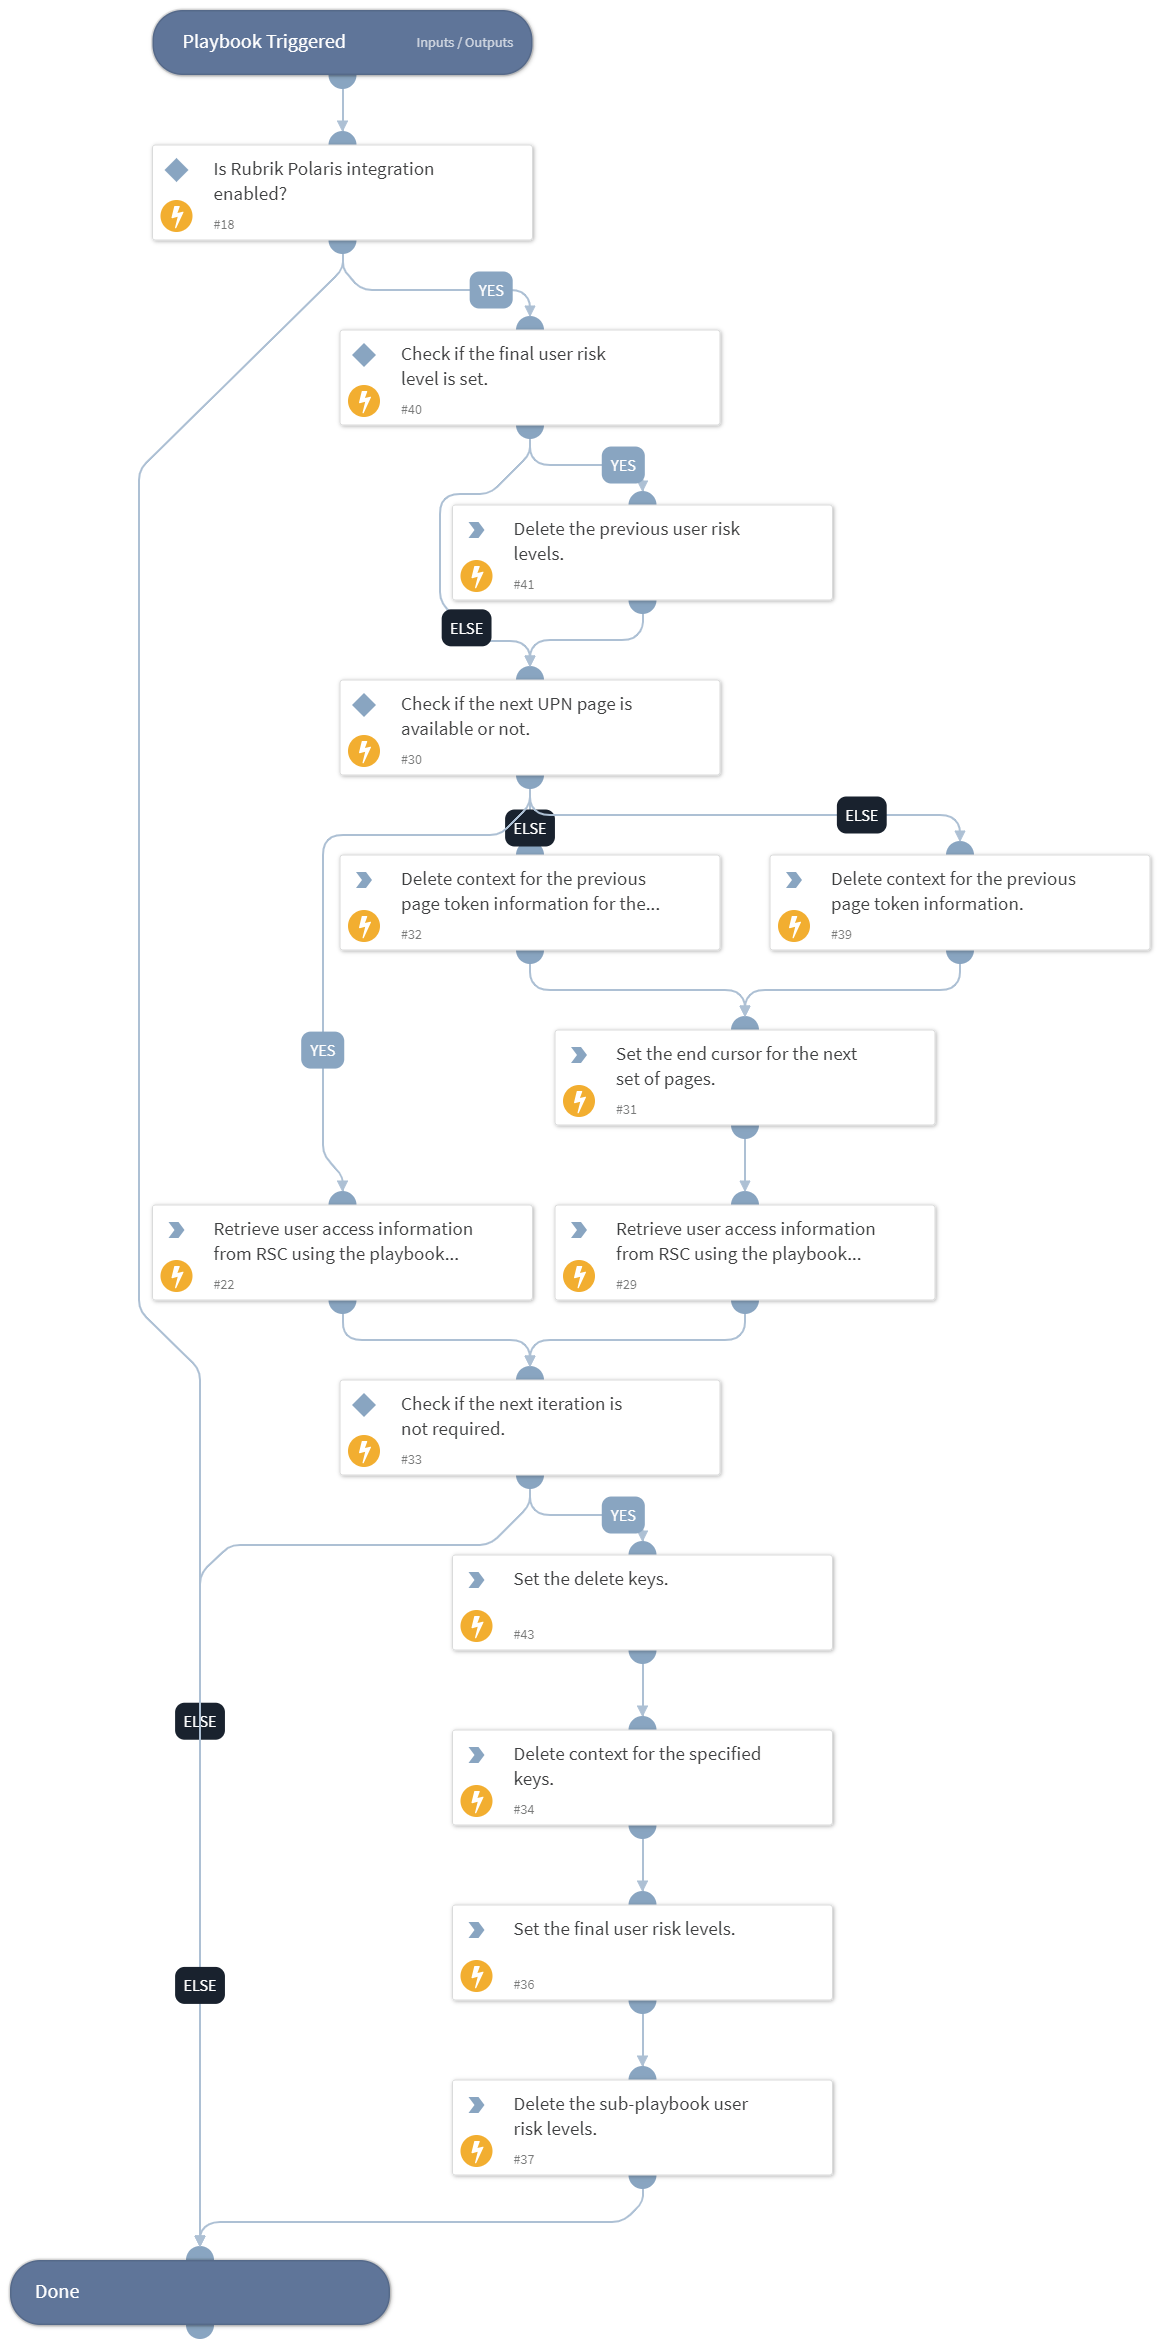 Playbook Triggered
Inputs / Outputs
Is Rubrik Polaris integration
enabled?
#18
YES
Check if the final user risk
level is set.
#40
YES
Delete the previous user risk
levels.
#41
ELSE
Check if the next UPN page is
available or not.
#30
ELSE
ELSE
Delete context for the previous
page token information for the...
#32
Delete context for the previous
page token information.
#39
YES
Set the end cursor for the next
set of pages.
#31
Retrieve user access information
from RSC using the playbook...
#22
Retrieve user access information
from RSC using the playbook...
#29
Check if the next iteration is
not required.
#33
YES
Set the delete keys.
#43
ELSE
Delete context for the specified
keys.
#34
Set the final user risk levels.
#36
ELSE
Delete the sub-playbook user
risk levels.
#37
Done